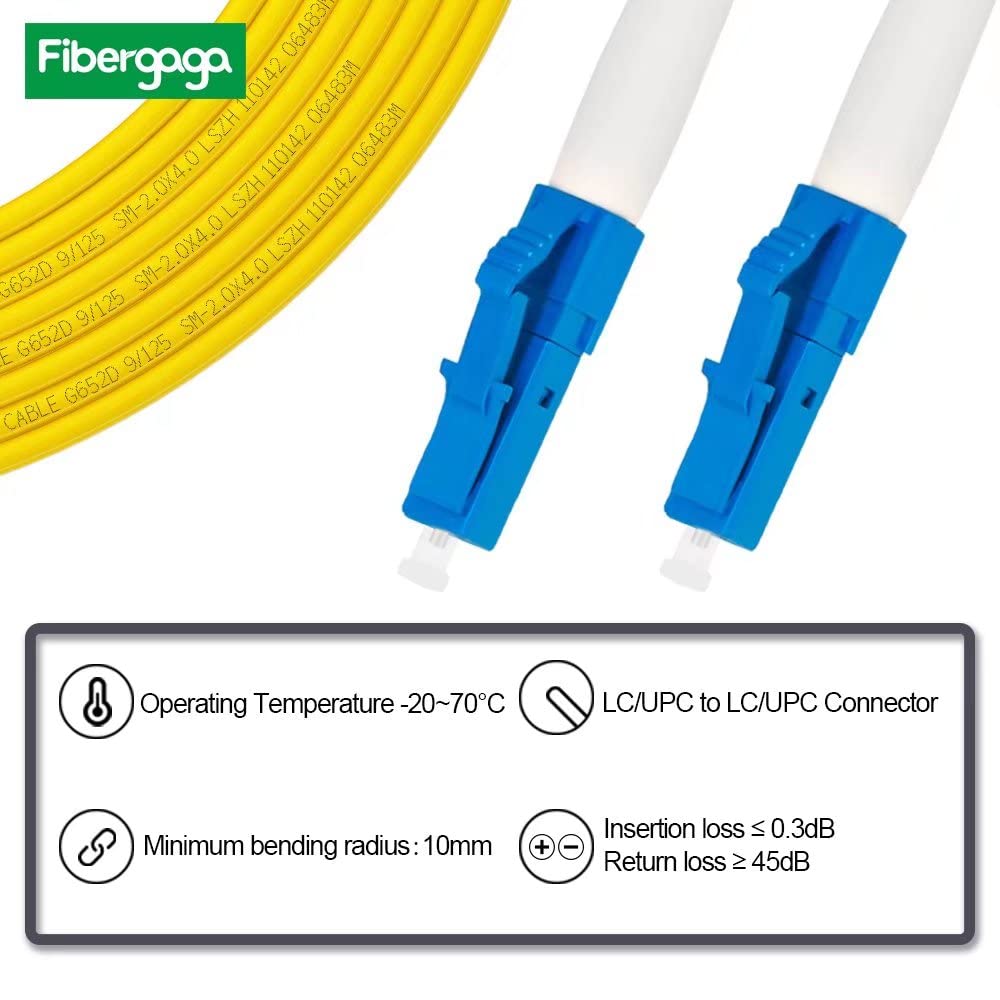 Fibergaga
G652D 9/125 SM-2.0X4.0 LSZH 110142 06483M
E G652D 9/125 SM-2.0X4.0 LSZH 110142 06483M
CABLE G652D 9/125 SM-2.0X4.0 LSZH 110142 06483M
Operating Temperature -20~70°C
LC/UPC to LC/UPC Connector
Minimum bending radius: 10mm
Insertion loss ≤ 0.3dB
Return loss ≥ 45dB